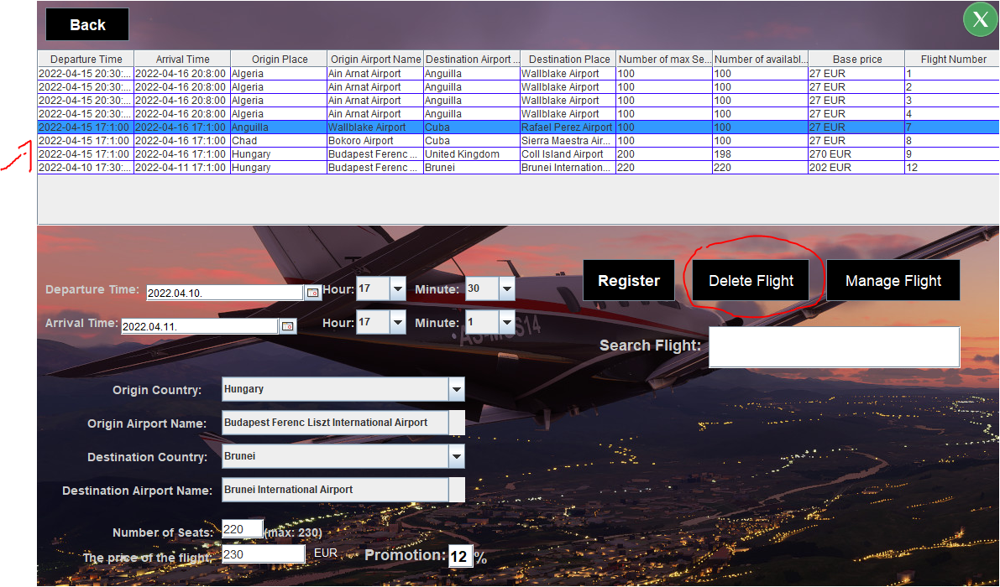 Back
X
Departure Time Arrival Time Origin Place Origin Airport Name Destination Airport ... Destination Place Number of max Se... Number of availabl... Base price Flight Number
2022-04-15 20:30:... 2022-04-16 20:8:00 Algeria Ain Arnat Airport Anguilla Wallblake Airport 100 100 27 EUR 1
2022-04-15 20:30:... 2022-04-16 20:8:00 Algeria Ain Arnat Airport Anguilla Wallblake Airport 100 100 27 EUR 2
2022-04-15 20:30:... 2022-04-16 20:8:00 Algeria Ain Arnat Airport Anguilla Wallblake Airport 100 100 27 EUR 3
2022-04-15 20:30:... 2022-04-16 20:8:00 Algeria Ain Arnat Airport Anguilla Wallblake Airport 100 100 27 EUR 4
2022-04-15 17:1:00 2022-04-16 17:1:00 Anguilla Wallblake Airport Cuba Rafael Perez Airport 100 100 27 EUR 7
2022-04-15 17:1:00 2022-04-16 17:1:00 Chad Bokoro Airport Cuba Sierra Maestra Air... 100 100 27 EUR 8
2022-04-15 17:1:00 2022-04-16 17:1:00 Hungary Budapest Ferenc ... United Kingdom Coll Island Airport 200 198 270 EUR 9
2022-04-10 17:30:... 2022-04-11 17:1:00 Hungary Budapest Ferenc ... Brunei Brunei Internation... 220 220 202 EUR 12
Register Delete Flight Manage Flight
Departure Time: 2022.04.10. Hour: 17 Minute: 30
Arrival Time: 2022.04.11. Hour: 17 Minute: 1
Search Flight:
Origin Country: Hungary
Origin Airport Name: Budapest Ferenc Liszt International Airport
Destination Country: Brunei
Destination Airport Name: Brunei International Airport
Number of Seats: 220 (max: 230)
The price of the flight: 230 EUR Promotion: 12 %